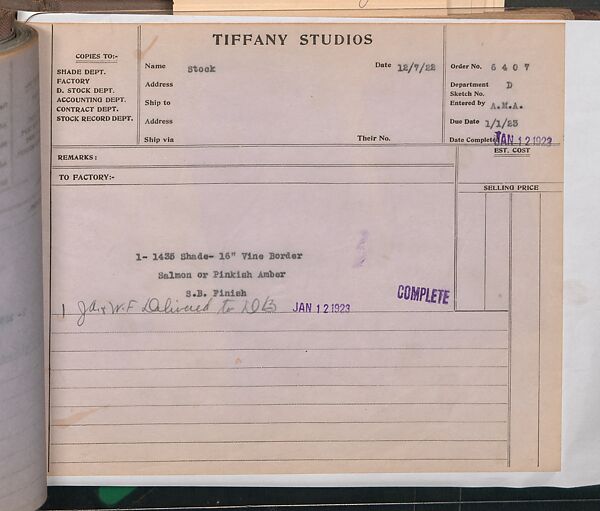 TIFFANY STUDIOS
COPIES TO:-
SHADE DEPT.
FACTORY
D. STOCK DEPT.
ACCOUNTING DEPT.
CONTRACT DEPT.
STOCK RECORD DEPT.
Name Stock Date 12/7/22
Address
Ship to
Address
Ship via Their No.
Order No. 6407
Department D
Sketch No.
Entered by A.M.A.
Due Date 1/1/23
Date Completed JAN 12 1923
REMARKS:
EST. COST
TO FACTORY:-
SELLING PRICE
1- 1435 Shade- 16" Vine Border
Salmon or Pinkish Amber
S.B. Finish
COMPLETE
1 W.F Delivered to JAN 12 1923